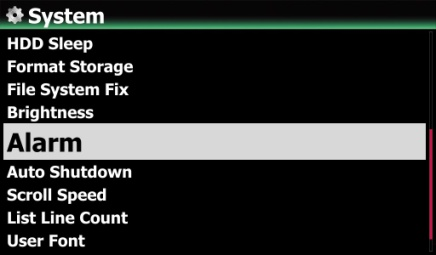 System
HDD Sleep
Format Storage
File System Fix
Brightness
Alarm
Auto Shutdown
Scroll Speed
List Line Count
User Font